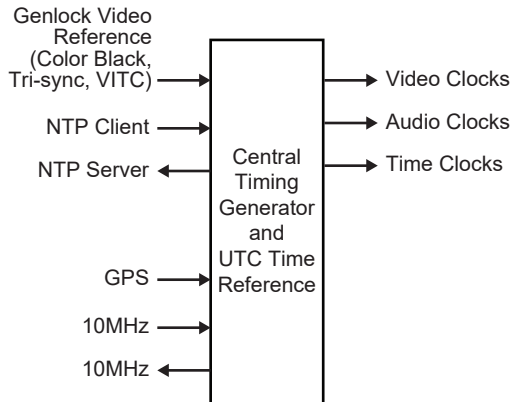 Genlock Video
Reference
(Color Black,
Tri-sync, VITC)
NTP Client
NTP Server
GPS
10MHz
10MHz
Central
Timing
Generator
and
UTC Time
Reference
Video Clocks
Audio Clocks
Time Clocks